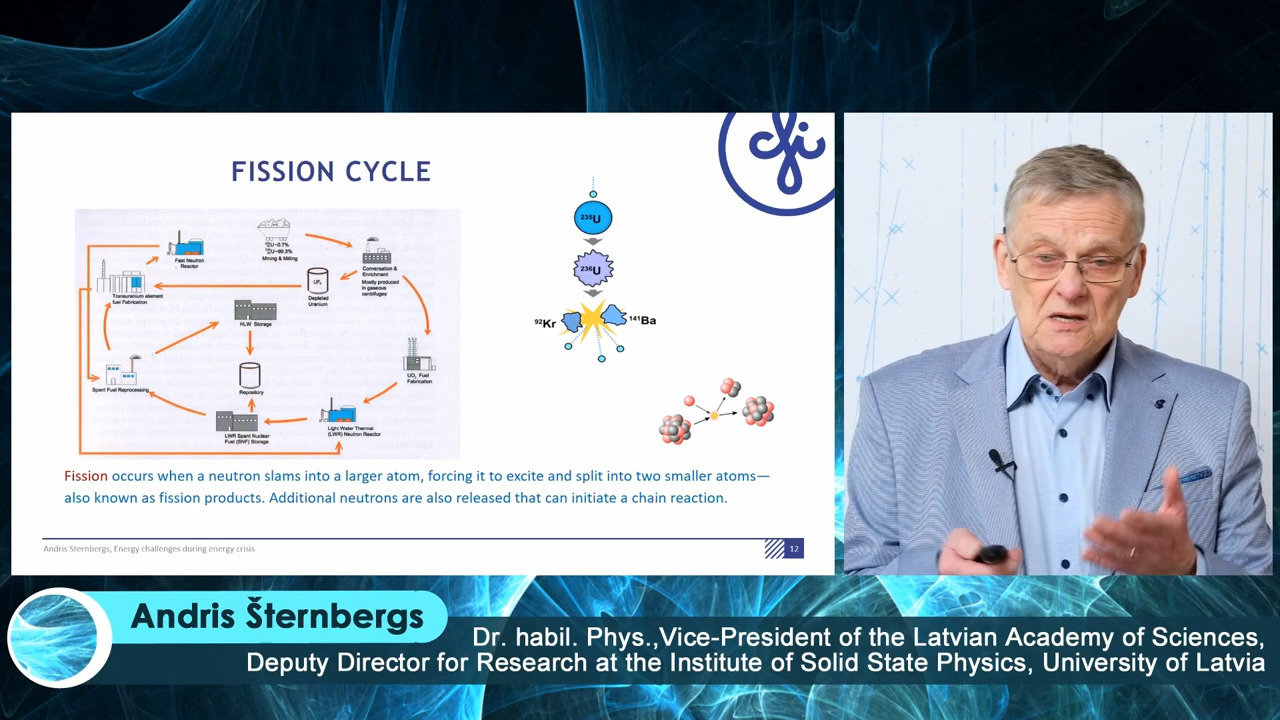 FISSION CYCLE
Fast Neutron
Reactor
Mining & Milling
Conversation &
Enrichment
Mostly produced
in gaseous
centrifuges
UF₆
Depleted
Uranium
Transuranium element
fuel Fabrication
HLW Storage
UO₂ Fuel
Fabrication
Spent Fuel Reprocessing
Repository
LWR Spent Nuclear
Fuel (SNF) Storage
Light Water Thermal
(LWR) Neutron Reactor
²³⁵U
²³⁶U
⁹²Kr
¹⁴¹Ba
Fission occurs when a neutron slams into a larger atom, forcing it to excite and split into two smaller atoms—
also known as fission products. Additional neutrons are also released that can initiate a chain reaction.
Andris Sternbergs, Energy challenges during energy crisis
12
Andris Šternbergs
Dr. habil. Phys.,Vice-President of the Latvian Academy of Sciences,
Deputy Director for Research at the Institute of Solid State Physics, University of Latvia